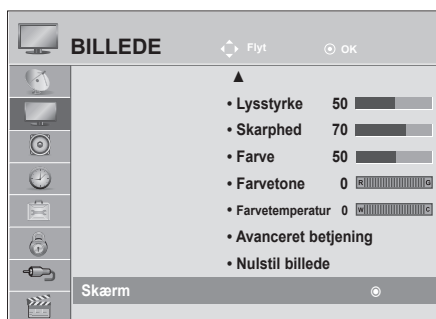 BILLEDE Flyt OK
• Lysstyrke 50
• Skarphed 70
• Farve 50
• Farvetone 0 R G
• Farvetemperatur 0 W C
• Avanceret betjening
• Nulstil billede
Skærm